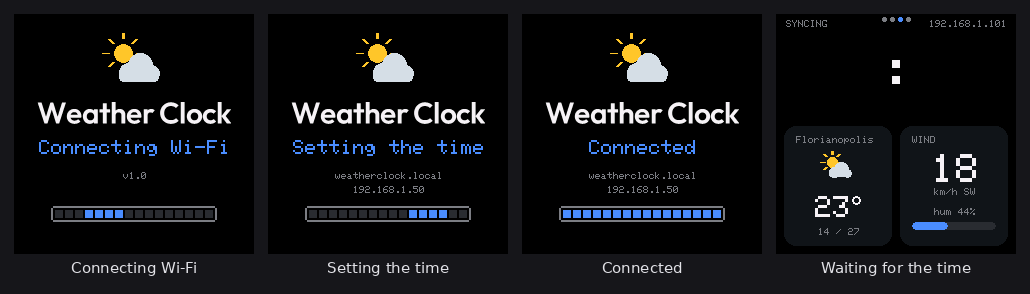 Weather Clock
Connecting Wi-Fi
v1.0
Connecting Wi-Fi
Weather Clock
Setting the time
weatherclock.local
192.168.1.50
Setting the time
Weather Clock
Connected
weatherclock.local
192.168.1.50
Connected
SYNCING
192.168.1.101
:
Florianopolis
23°
14 / 27
WIND
18
km/h SW
hum 44%
Waiting for the time